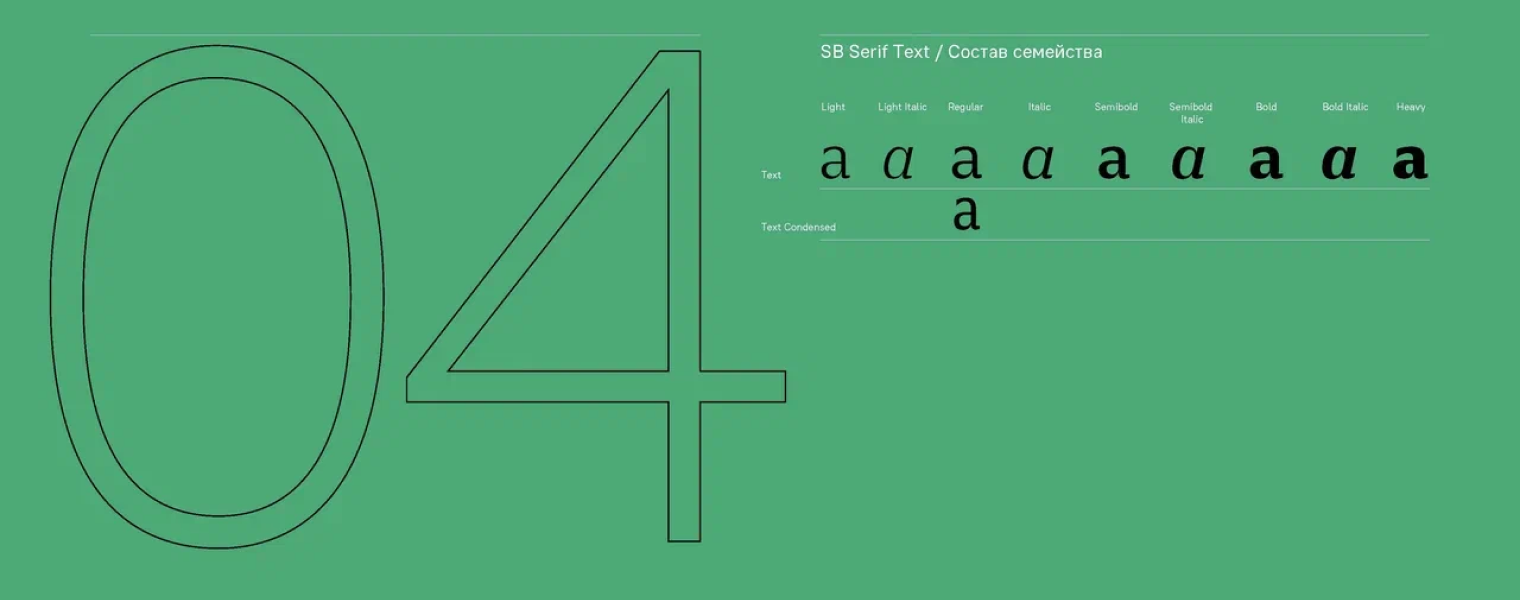 04
SB Serif Text / Состав семейства
Light Light Italic Regular Italic Semibold Semibold Italic Bold Bold Italic Heavy
Text a a a a a a a a a
Text Condensed a